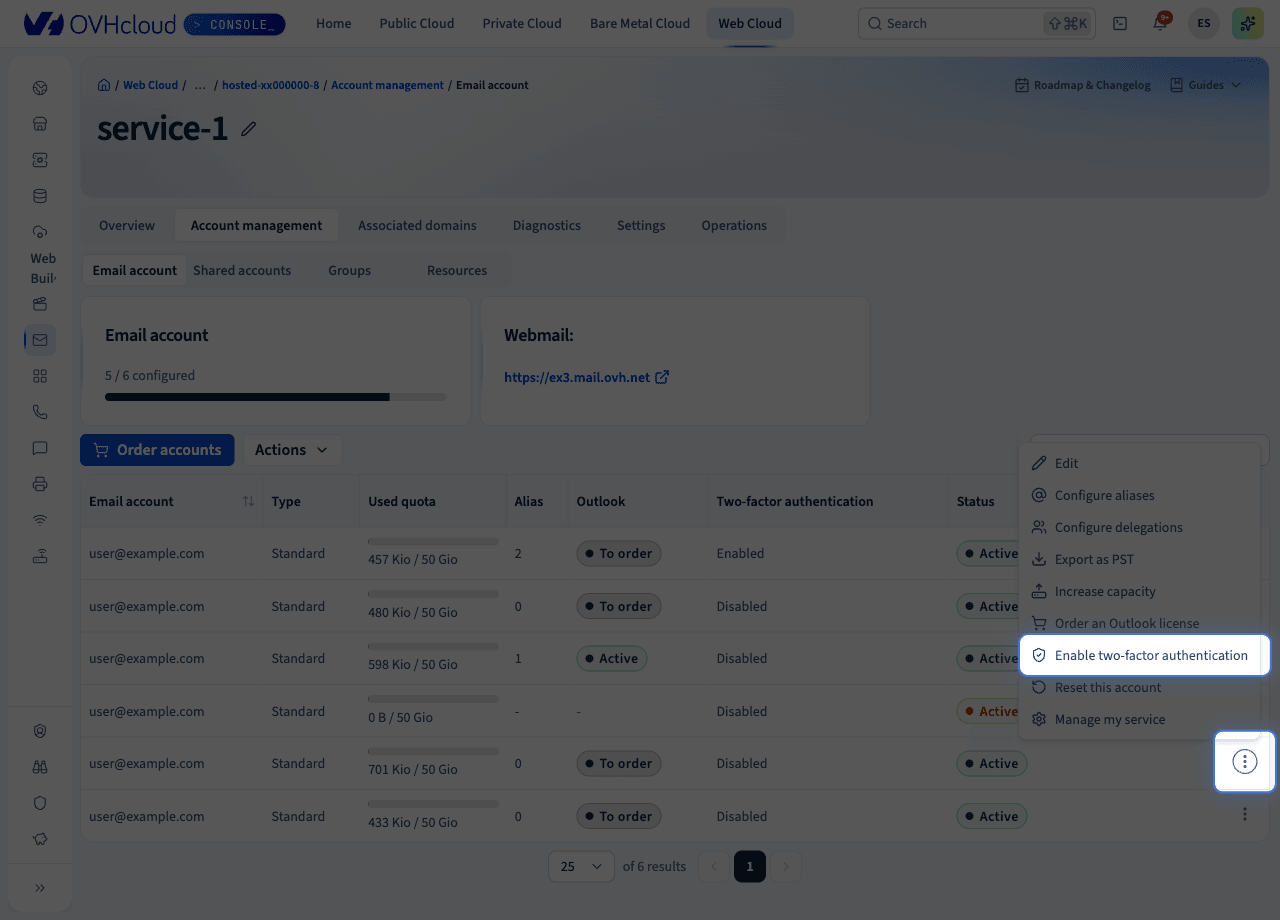 OVHcloud > CONSOLE_ Home Public Cloud Private Cloud Bare Metal Cloud Web Cloud Search ⇧⌘K 9+ ES
/ Web Cloud / ... / hosted-xx000000-8 / Account management / Email account Roadmap & Changelog Guides
service-1
Overview Account management Associated domains Diagnostics Settings Operations
Web
Buil
Email account Shared accounts Groups Resources
Email account Webmail:
5 / 6 configured https://ex3.mail.ovh.net
Order accounts Actions
Edit
Configure aliases
Configure delegations
Export as PST
Increase capacity
Order an Outlook license
Enable two-factor authentication
Reset this account
Manage my service
Email account Type Used quota Alias Outlook Two-factor authentication Status
user@example.com Standard 457 Kio / 50 Gio 2 To order Enabled Active
user@example.com Standard 480 Kio / 50 Gio 0 To order Disabled Active
user@example.com Standard 598 Kio / 50 Gio 1 Active Disabled Active
user@example.com Standard 0 B / 50 Gio - - Disabled Active
user@example.com Standard 701 Kio / 50 Gio 0 To order Disabled Active
user@example.com Standard 433 Kio / 50 Gio 0 To order Disabled Active
25 of 6 results 1